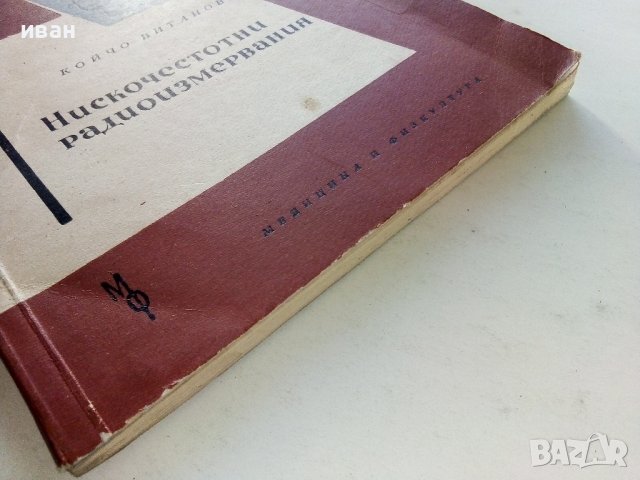 иван
КОЙЧО ВИТАНОВ
Нискочестотни
радиоизмервания
МЕДИЦИНА И ФИЗКУЛТУРА
МФ
BAZAR